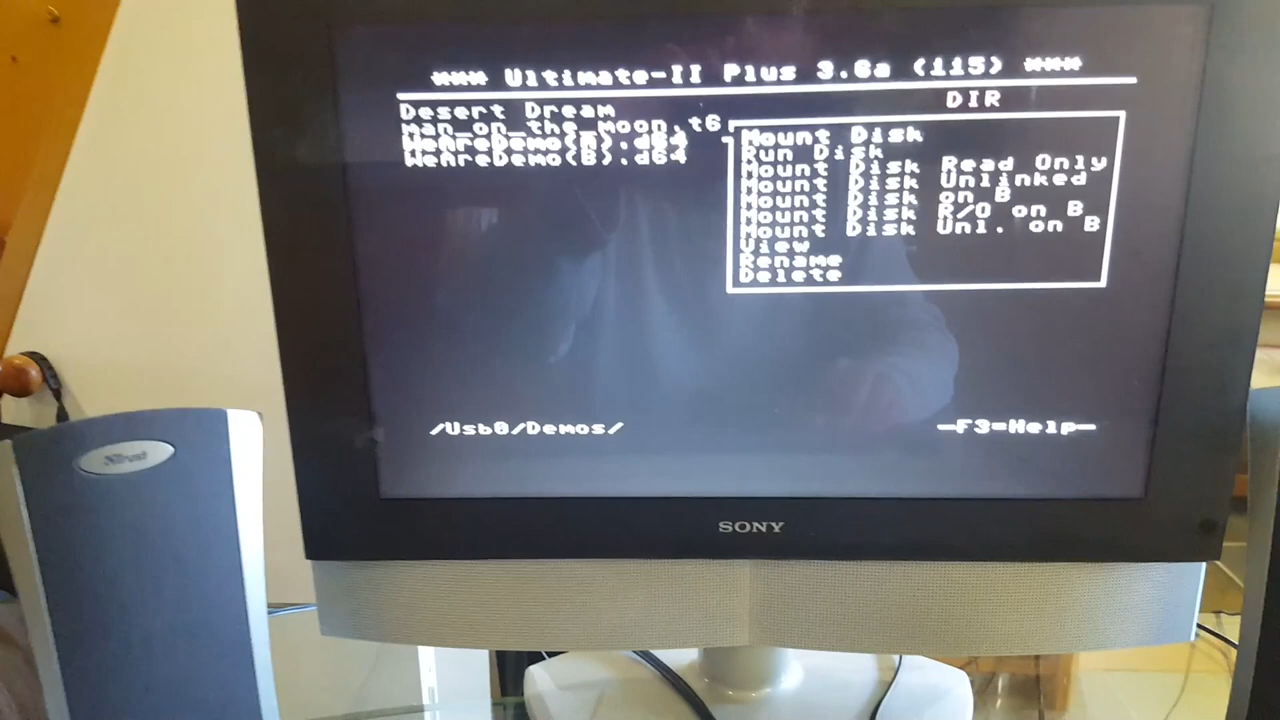 *** Ultimate-II Plus 3.6a (115) ***
Desert Dream DIR
man_on_the_moon.t6
WeAreDemo(A).d64
WeAreDemo(B).d64
Mount Disk
Run Disk
Mount Disk Read Only
Mount Disk Unlinked
Mount Disk on B
Mount Disk R/O on B
Mount Disk Unl. on B
View
Rename
Delete
/Usb0/Demos/ F3=Help
Trust
SONY